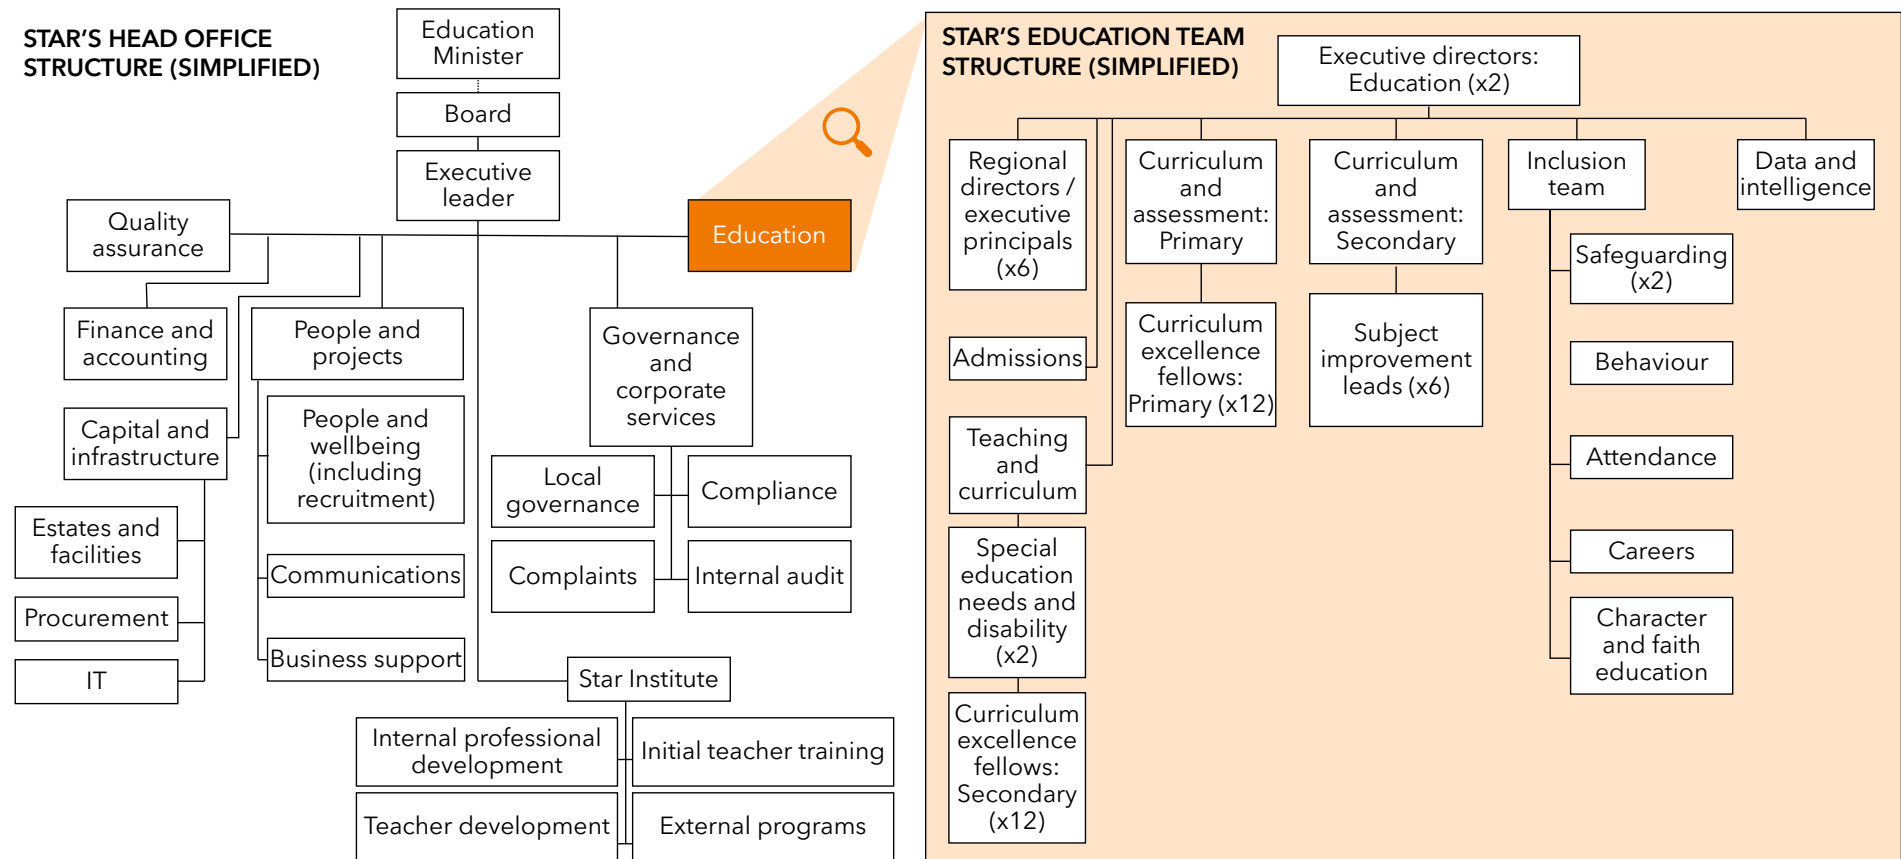 STAR'S HEAD OFFICE
STRUCTURE (SIMPLIFIED)
Education
Minister
Board
Executive
leader
Quality
assurance
Education
Finance and
accounting
People and
projects
Governance
and
corporate
services
Capital and
infrastructure
People and
wellbeing
(including
recruitment)
Local
governance
Compliance
Estates and
facilities
Communications
Complaints
Internal audit
Procurement
Business support
IT
Star Institute
Internal professional
development
Initial teacher training
Teacher development
External programs
STAR'S EDUCATION TEAM
STRUCTURE (SIMPLIFIED)
Executive directors:
Education (x2)
Regional
directors /
executive
principals
(x6)
Curriculum
and
assessment:
Primary
Curriculum
and
assessment:
Secondary
Inclusion
team
Data and
intelligence
Admissions
Curriculum
excellence
fellows:
Primary (x12)
Subject
improvement
leads (x6)
Safeguarding
(x2)
Behaviour
Teaching
and
curriculum
Attendance
Special
education
needs and
disability
(x2)
Careers
Character
and faith
education
Curriculum
excellence
fellows:
Secondary
(x12)